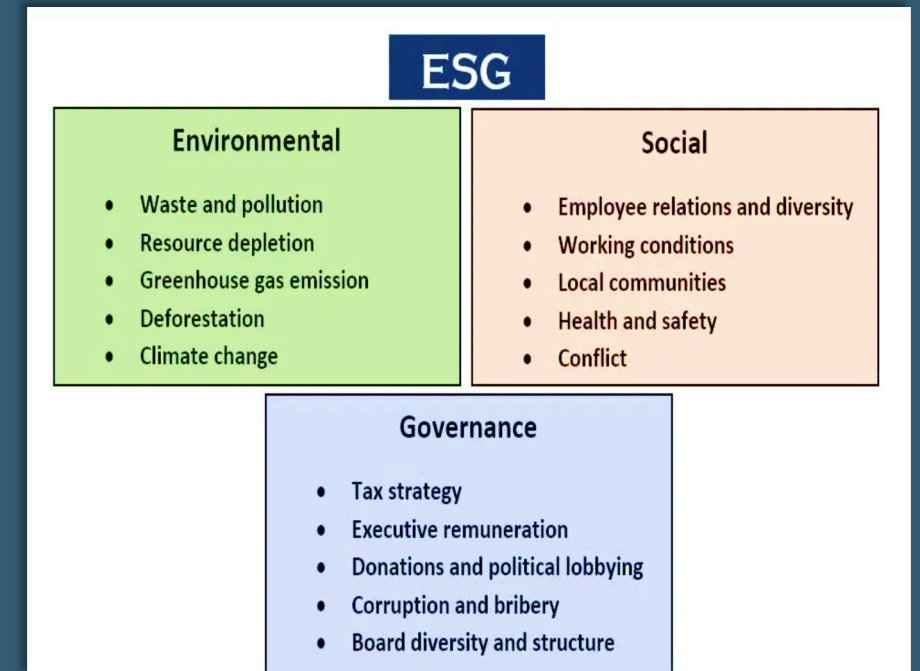 ESG
Environmental
• Waste and pollution
• Resource depletion
• Greenhouse gas emission
• Deforestation
• Climate change
Social
• Employee relations and diversity
• Working conditions
• Local communities
• Health and safety
• Conflict
Governance
• Tax strategy
• Executive remuneration
• Donations and political lobbying
• Corruption and bribery
• Board diversity and structure